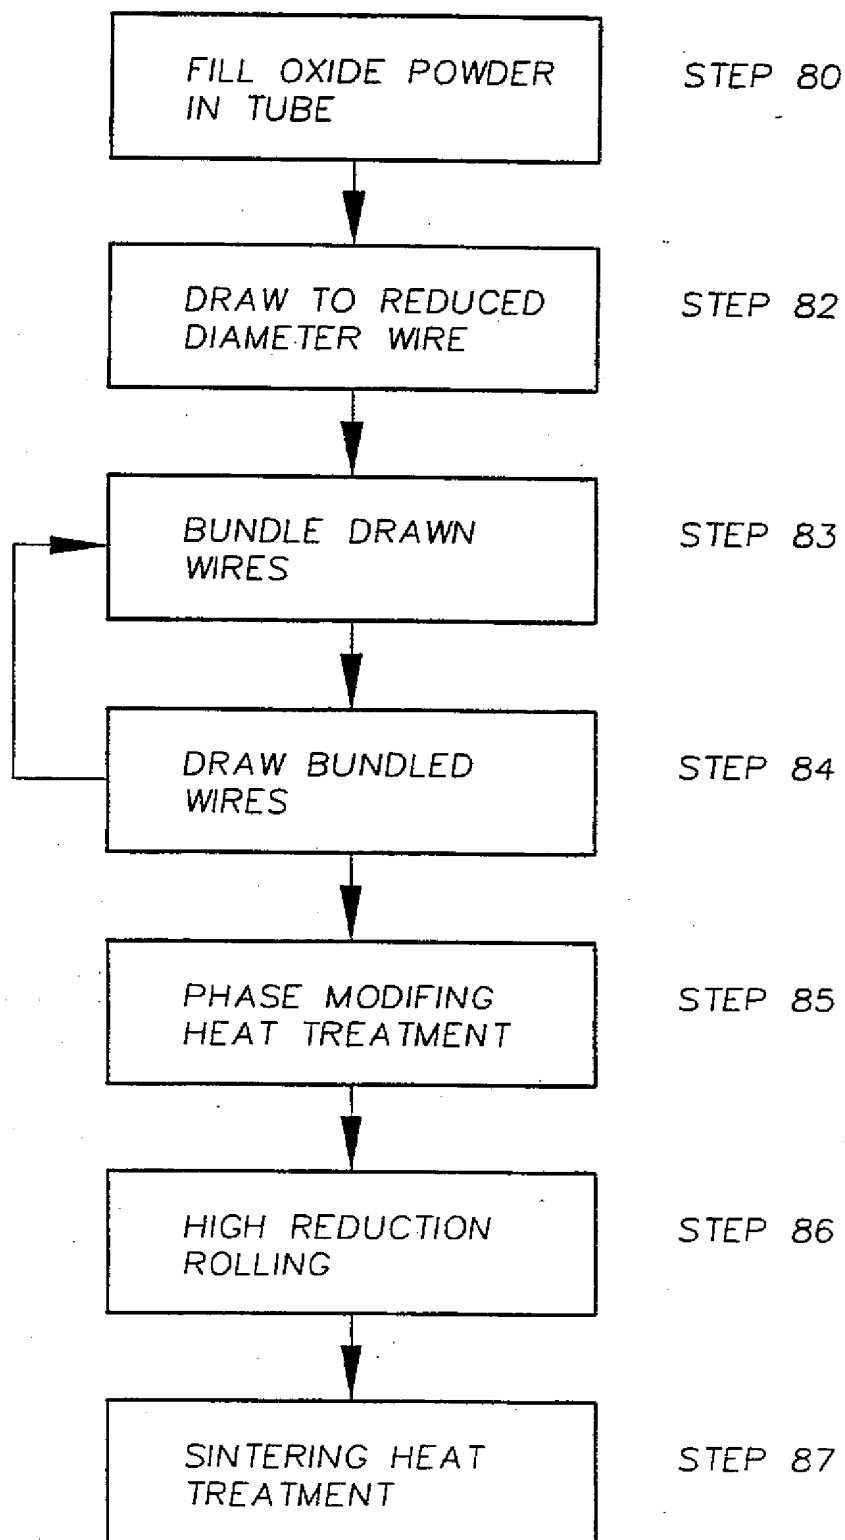 FILL OXIDE POWDER
IN TUBE
STEP 80
DRAW TO REDUCED
DIAMETER WIRE
STEP 82
BUNDLE DRAWN
WIRES
STEP 83
DRAW BUNDLED
WIRES
STEP 84
PHASE MODIFING
HEAT TREATMENT
STEP 85
HIGH REDUCTION
ROLLING
STEP 86
SINTERING HEAT
TREATMENT
STEP 87